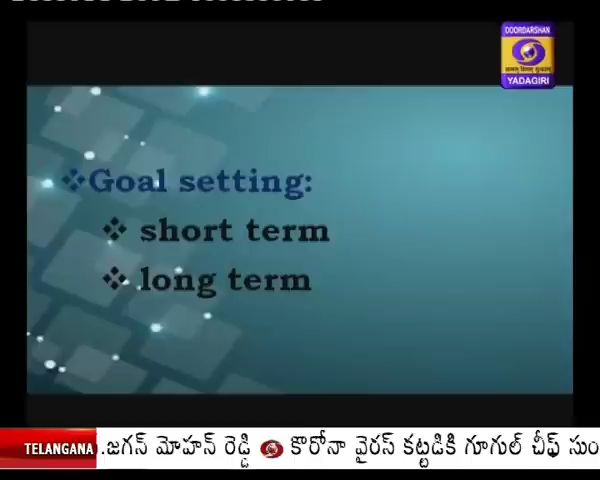 DOORDARSHAN
YADAGIRI
❖Goal setting:
❖ short term
❖ long term
TELANGANA .జగన్ మోహన్ రెడ్డి కొరోనా వైరస్ కట్టడికి గూగుల్ చీఫ్ సుం